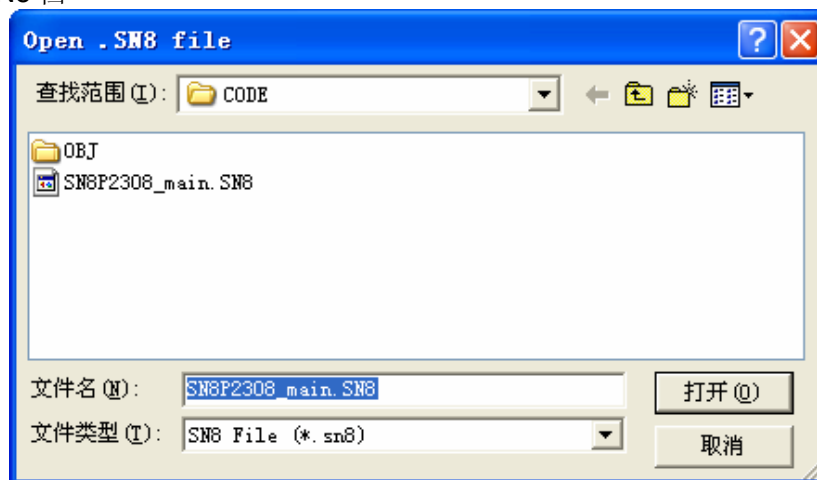 Open .SN8 file
查找范围(I): CODE
OBJ
SN8P2308_main.SN8
文件名(N): SN8P2308_main.SN8 打开(O)
文件类型(T): SN8 File (*.sn8) 取消